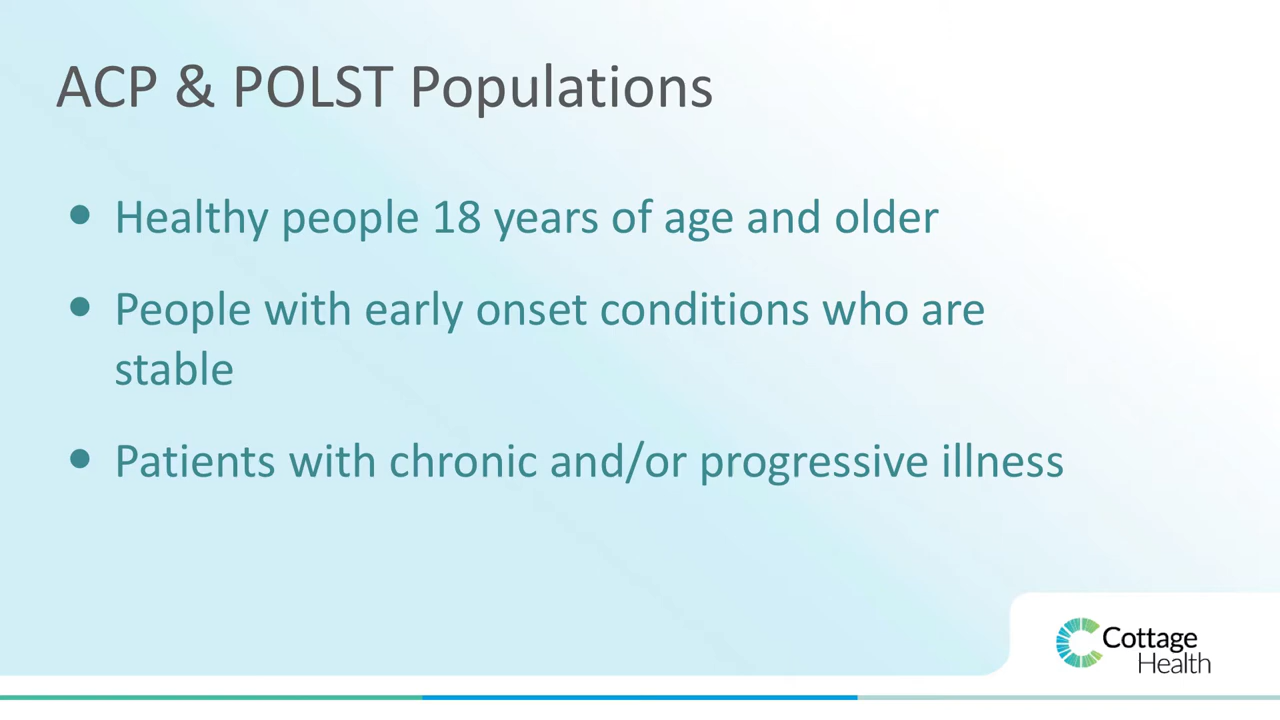 ACP & POLST Populations
• Healthy people 18 years of age and older
• People with early onset conditions who are
stable
• Patients with chronic and/or progressive illness
Cottage
Health